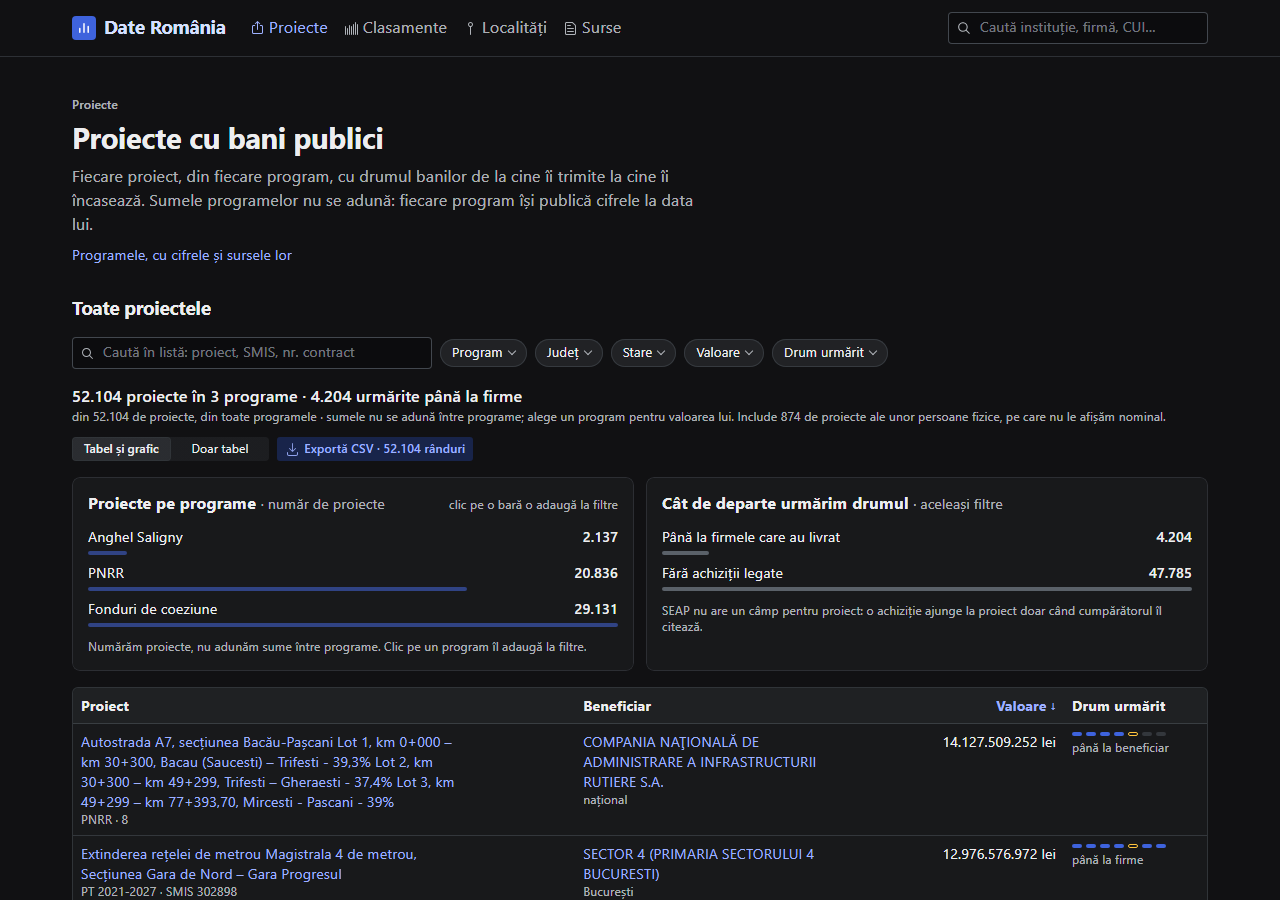 Date România
Proiecte
Clasamente
Localități
Surse
Caută instituție, firmă, CUI...
Proiecte
Proiecte cu bani publici
Fiecare proiect, din fiecare program, cu drumul banilor de la cine îi trimite la cine îi
încasează. Sumele programelor nu se adună: fiecare program își publică cifrele la data
lui.
Programele, cu cifrele și sursele lor
Toate proiectele
Caută în listă: proiect, SMIS, nr. contract
Program
Județ
Stare
Valoare
Drum urmărit
52.104 proiecte în 3 programe · 4.204 urmărite până la firme
din 52.104 de proiecte, din toate programele · sumele nu se adună între programe; alege un program pentru valoarea lui. Include 874 de proiecte ale unor persoane fizice, pe care nu le afișăm nominal.
Tabel și grafic
Doar tabel
Exportă CSV · 52.104 rânduri
Proiecte pe programe · număr de proiecte
clic pe o bară o adaugă la filtre
Anghel Saligny 2.137
PNRR 20.836
Fonduri de coeziune 29.131
Numărăm proiecte, nu adunăm sume între programe. Clic pe un program îl adaugă la filtre.
Cât de departe urmărim drumul · aceleași filtre
Până la firmele care au livrat 4.204
Fără achiziții legate 47.785
SEAP nu are un câmp pentru proiect: o achiziție ajunge la proiect doar când cumpărătorul îl
citează.
Proiect Beneficiar Valoare ↓ Drum urmărit
Autostrada A7, secțiunea Bacău-Pașcani Lot 1, km 0+000 –
km 30+300, Bacau (Saucesti) – Trifesti - 39,3% Lot 2, km
30+300 – km 49+299, Trifesti – Gheraesti - 37,4% Lot 3, km
49+299 – km 77+393,70, Mircesti - Pascani - 39%
PNRR · 8
COMPANIA NAŢIONALĂ DE
ADMINISTRARE A INFRASTRUCTURII
RUTIERE S.A.
național
14.127.509.252 lei
până la beneficiar
Extinderea rețelei de metrou Magistrala 4 de metrou,
Secțiunea Gara de Nord – Gara Progresul
PT 2021-2027 · SMIS 302898
SECTOR 4 (PRIMARIA SECTORULUI 4
BUCURESTI)
București
12.976.576.972 lei
până la firme